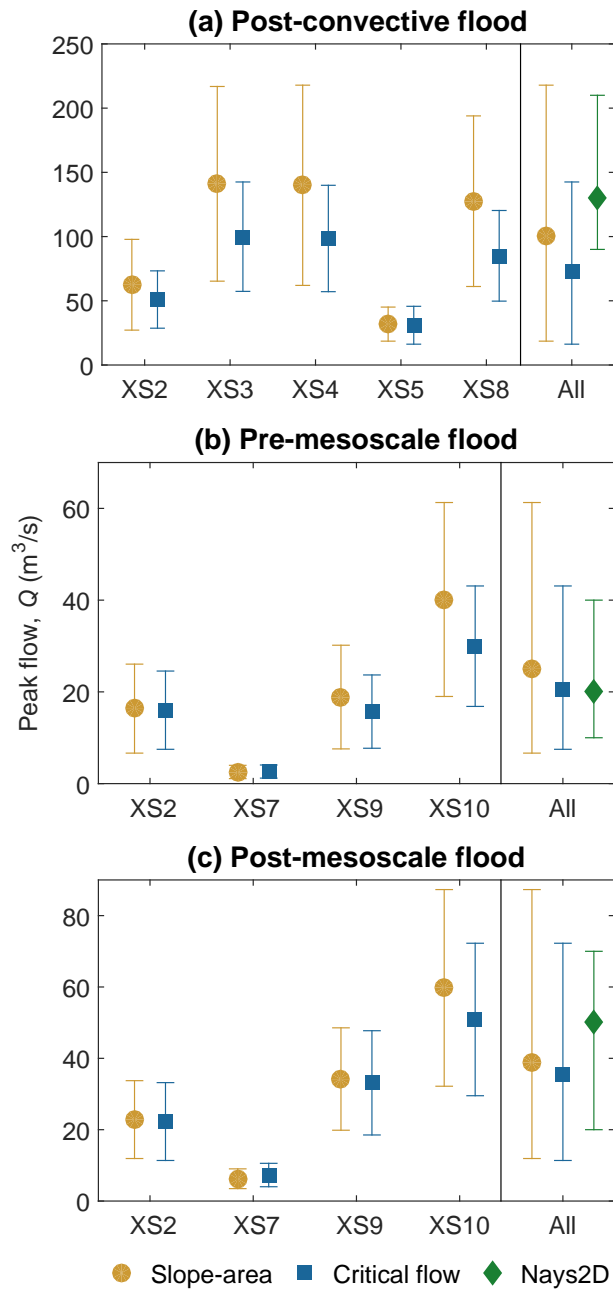 (a) Post-convective flood
250
200
150
100
50
0
XS2 XS3 XS4 XS5 XS8 All
(b) Pre-mesoscale flood
60
40
20
0
XS2 XS7 XS9 XS10 All
Peak flow, Q (m³/s)
(c) Post-mesoscale flood
80
60
40
20
0
XS2 XS7 XS9 XS10 All
Slope-area Critical flow Nays2D